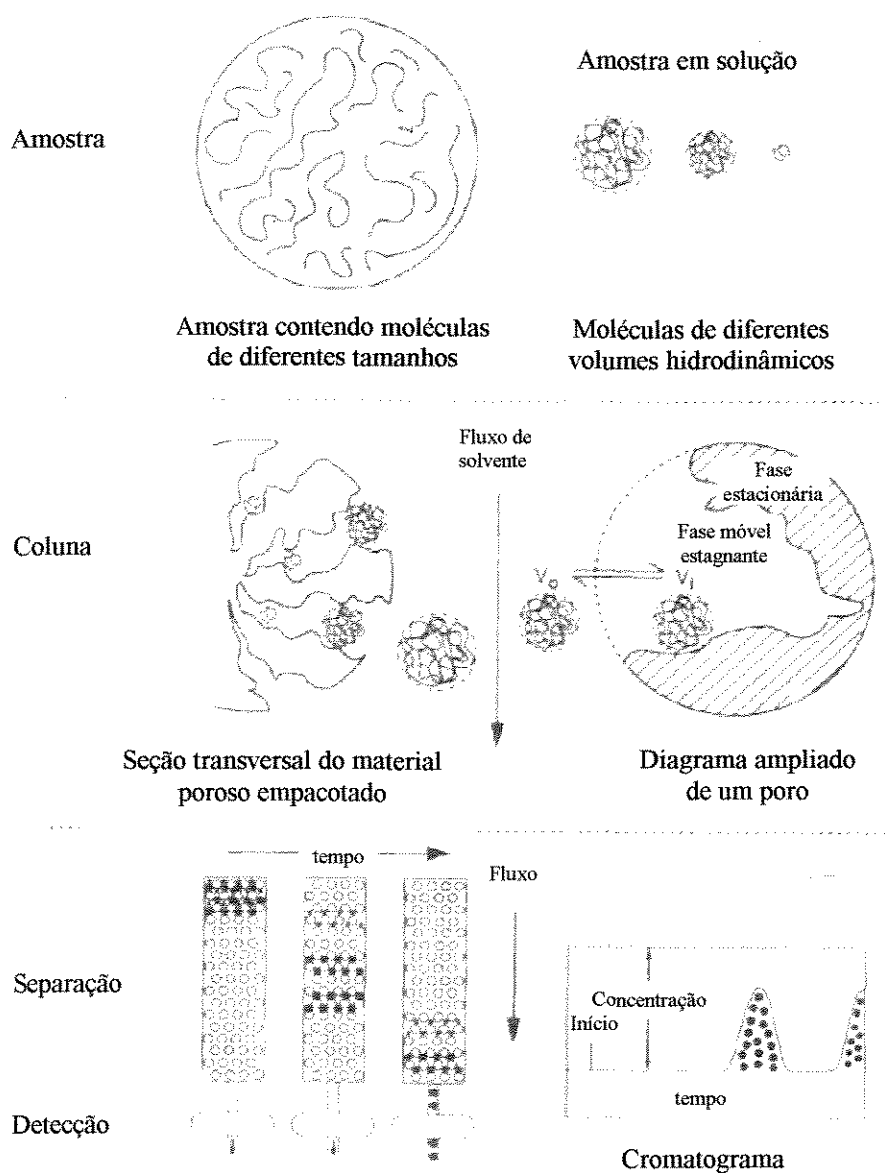 Amostra
Amostra em solução
Amostra contendo moléculas
de diferentes tamanhos
Moléculas de diferentes
volumes hidrodinâmicos
Coluna
Fluxo de
solvente
Fase
estacionária
Fase móvel
estagnante
Vo
Vi
Seção transversal do material
poroso empacotado
Diagrama ampliado
de um poro
tempo
Fluxo
Separação
Concentração
Início
tempo
Detecção
Cromatograma